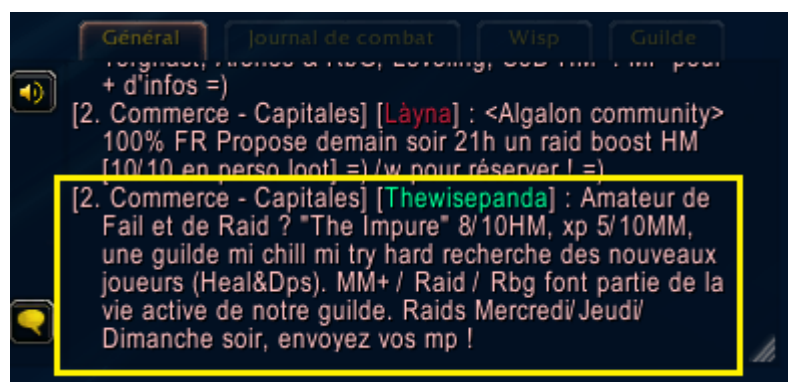 Général Journal de combat Wisp Guilde
+ d'infos =)
[2. Commerce - Capitales] [Làyna] : <Algalon community>
100% FR Propose demain soir 21h un raid boost HM
[10/10 en perso loot] =) /w pour réserver ! =)
[2. Commerce - Capitales] [Thewisepanda] : Amateur de
Fail et de Raid ? "The Impure" 8/10HM, xp 5/10MM,
une guilde mi chill mi try hard recherche des nouveaux
joueurs (Heal&Dps). MM+ / Raid / Rbg font partie de la
vie active de notre guilde. Raids Mercredi/Jeudi/
Dimanche soir, envoyez vos mp !